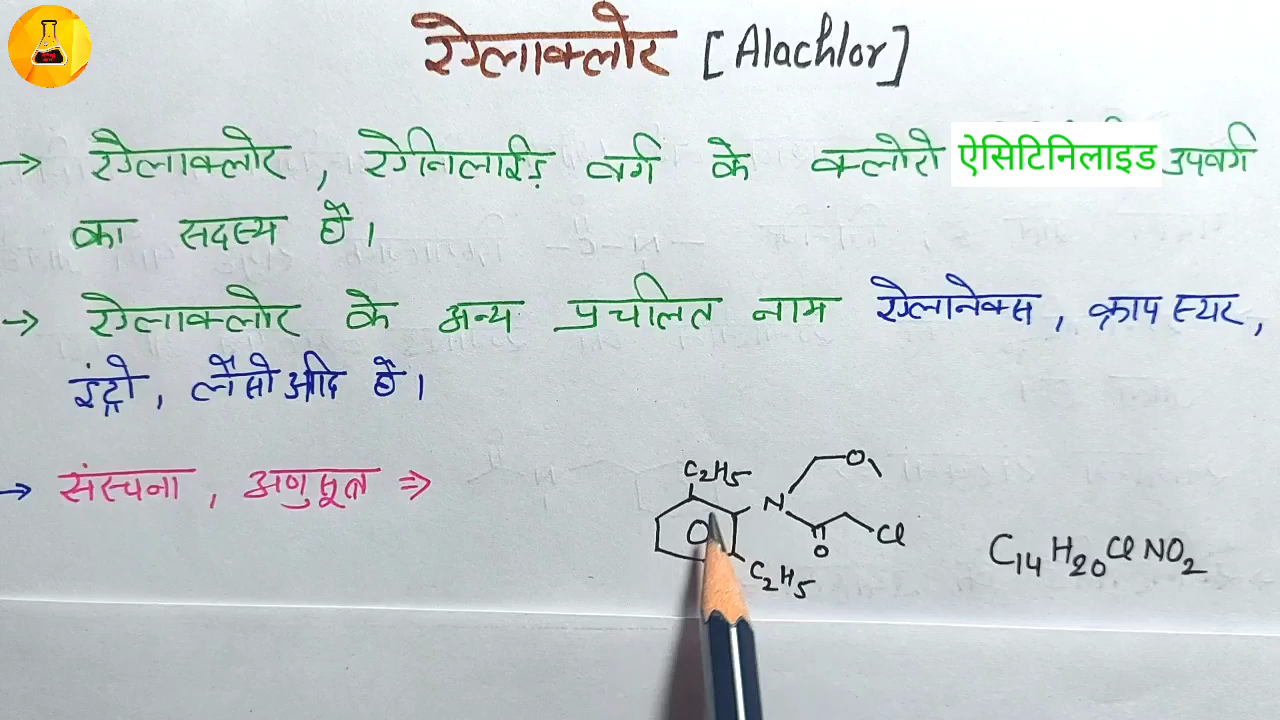 ऐलाक्लोर [Alachlor]
→ ऐलाक्लोर, ऐनिलाईड़ वर्ग के क्लोरो ऐसिटिनिलाइड उपवर्ग
का सदस्य है।
→ ऐलाक्लोर के अन्य प्रचलित नाम ऐलानेक्स, क्राप स्टार,
इंट्रो, लैसो आदि है।
→ संरचना, अणुसूत्र ⇒
C2H5 N O O Cl C2H5 C14H20ClNO2